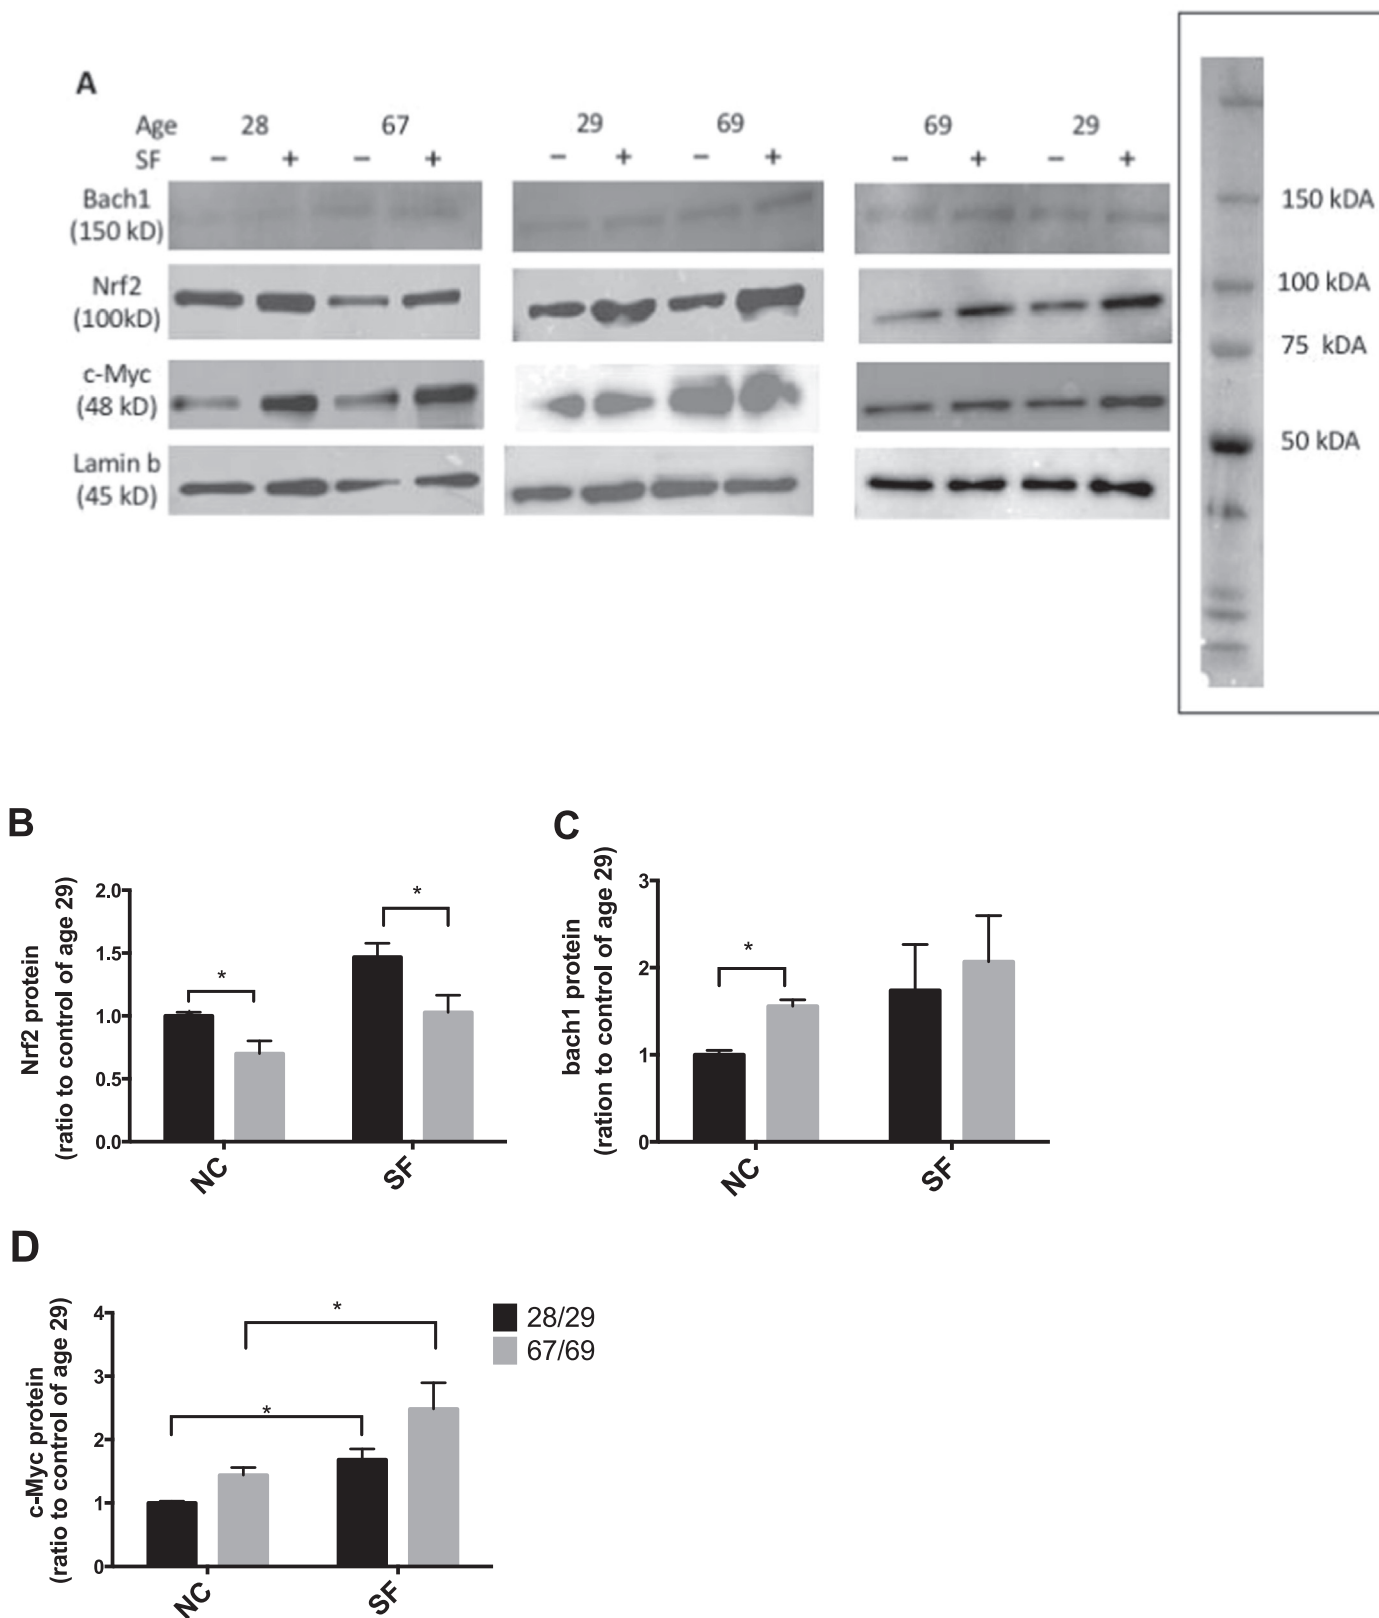 A
Age 28 67 29 69 69 29
SF − + − + − + − + − + − +
Bach1
(150 kD)
Nrf2
(100kD)
c-Myc
(48 kD)
Lamin b
(45 kD)
150 kDA
100 kDA
75 kDA
50 kDA
B
Nrf2 protein
(ratio to control of age 29)
2.0
1.5
1.0
0.5
0.0
*
*
NC
SF
C
bach1 protein
(ration to control of age 29)
3
2
1
0
*
NC
SF
D
c-Myc protein
(ratio to control of age 29)
4
3
2
1
0
*
*
NC
SF
28/29
67/69